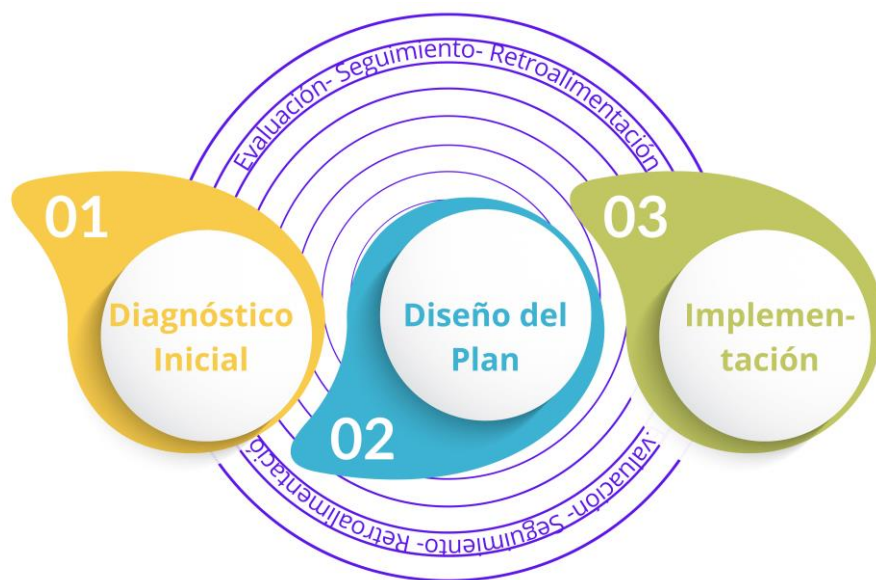 Evaluación- Seguimiento- Retroalimentación
01
Diagnóstico
Inicial
02
Diseño del
Plan
03
Implemen-
tación
.valuación- Seguimiento- Retroalimentació